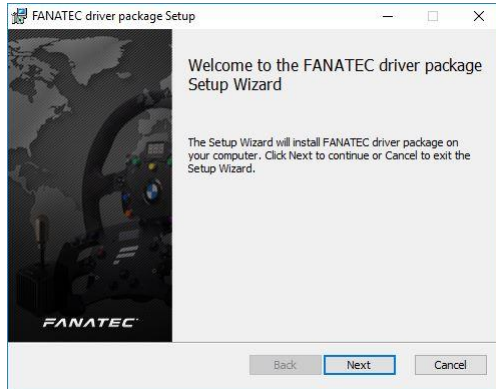 FANATEC driver package Setup
Welcome to the FANATEC driver package
Setup Wizard
The Setup Wizard will install FANATEC driver package on
your computer. Click Next to continue or Cancel to exit the
Setup Wizard.
FANATEC
Back Next Cancel